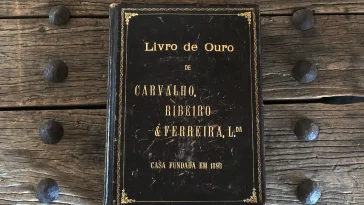 Livro de Ouro
DE
CARVALHO,
RIBEIRO
& FERREIRA, L.DA
CASA FUNDADA EM 1898